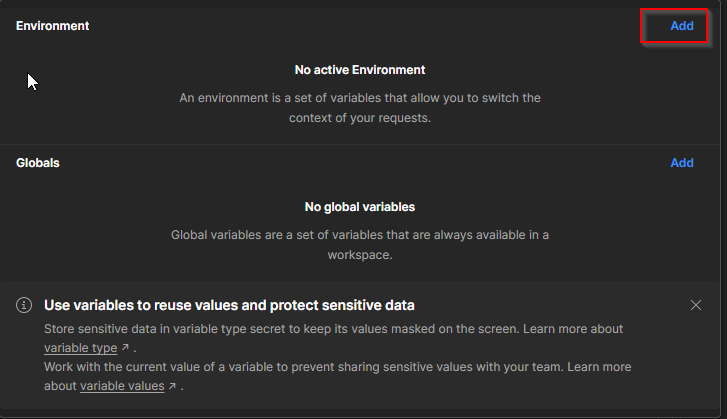 Environment
Add
No active Environment
An environment is a set of variables that allow you to switch the
context of your requests.
Globals
Add
No global variables
Global variables are a set of variables that are always available in a
workspace.
Use variables to reuse values and protect sensitive data
Store sensitive data in variable type secret to keep its values masked on the screen. Learn more about
variable type ↗ .
Work with the current value of a variable to prevent sharing sensitive values with your team. Learn more
about variable values ↗ .